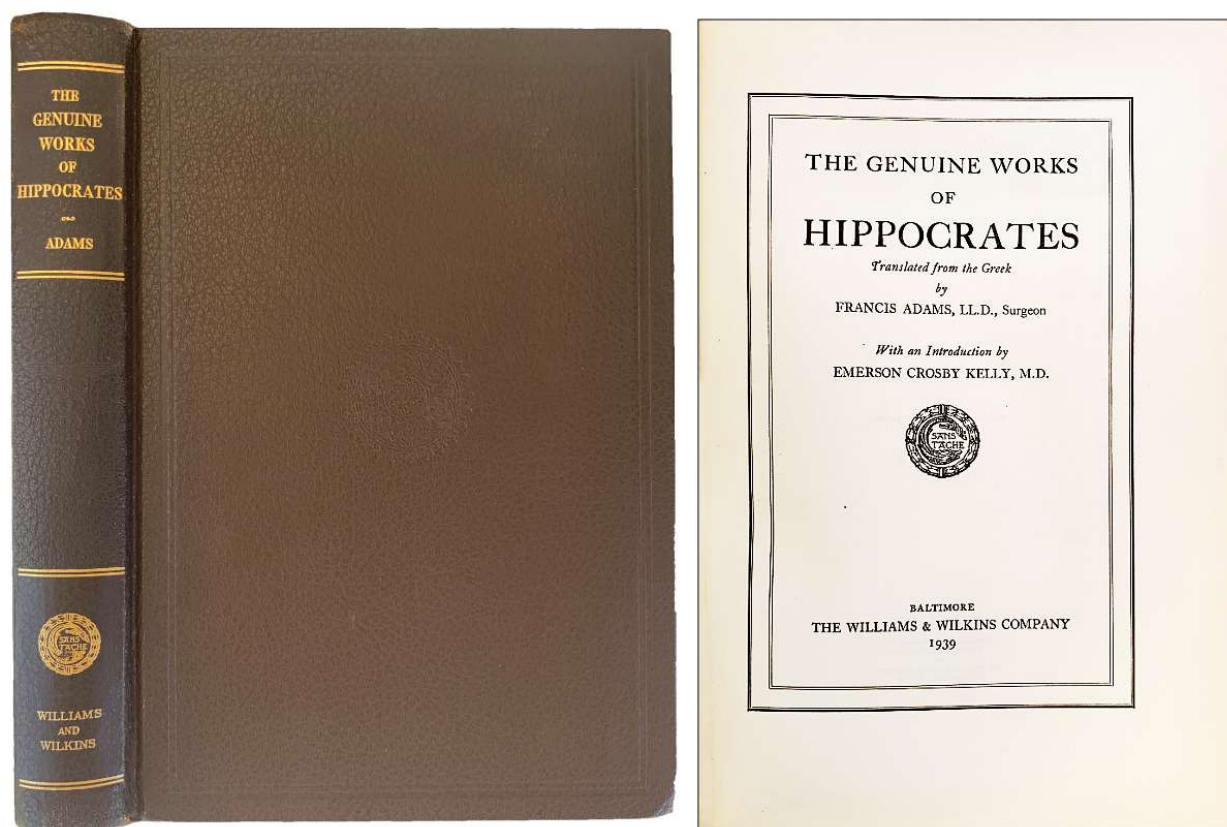 THE
GENUINE
WORKS
OF
HIPPOCRATES
ADAMS
SANS
TACHE
WILLIAMS
AND
WILKINS
THE GENUINE WORKS
OF
HIPPOCRATES
Translated from the Greek
by
FRANCIS ADAMS, LL.D., Surgeon
With an Introduction by
EMERSON CROSBY KELLY, M.D.
SANS
TACHE
BALTIMORE
THE WILLIAMS & WILKINS COMPANY
1939